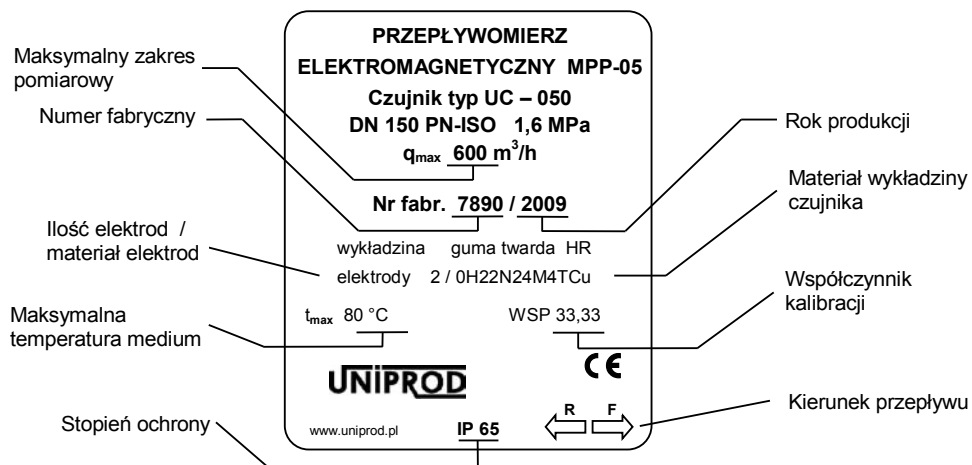 PRZEPŁYWOMIERZ
ELEKTROMAGNETYCZNY MPP-05
Czujnik typ UC – 050
DN 150 PN-ISO 1,6 MPa
qmax 600 m³/h
Nr fabr. 7890 / 2009
wykładzina guma twarda HR
elektrody 2 / 0H22N24M4TCu
tmax 80 °C WSP 33,33
CE
UNIPROD
R F
www.uniprod.pl IP 65
Maksymalny zakres
pomiarowy
Numer fabryczny
Ilość elektrod /
materiał elektrod
Maksymalna
temperatura medium
Stopień ochrony
Rok produkcji
Materiał wykładziny
czujnika
Współczynnik
kalibracji
Kierunek przepływu